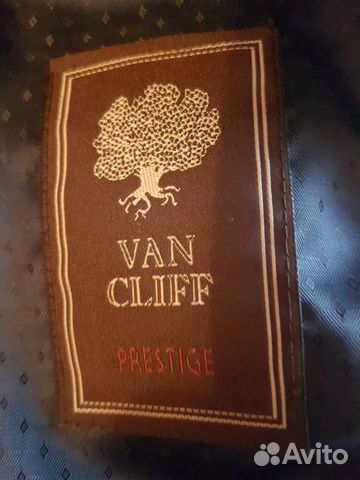 VAN
CLIFF
PRESTIGE
Avito